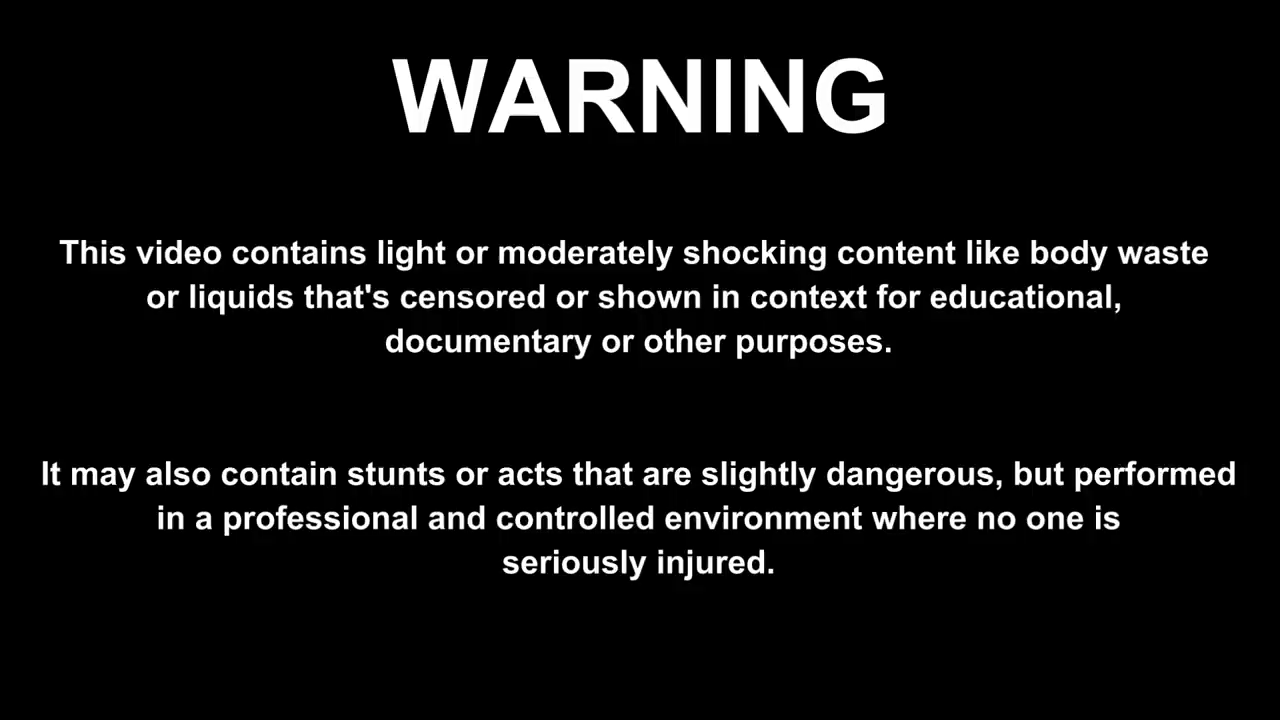 WARNING
This video contains light or moderately shocking content like body waste
or liquids that's censored or shown in context for educational,
documentary or other purposes.
It may also contain stunts or acts that are slightly dangerous, but performed
in a professional and controlled environment where no one is
seriously injured.